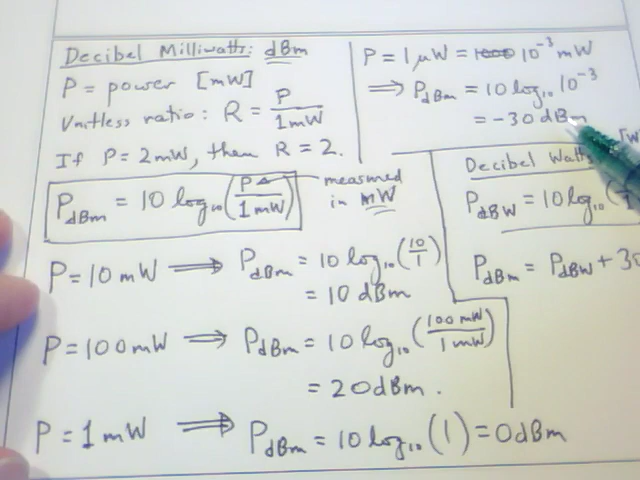 Decibel Milliwatts: dBm
P = power [mW]
Unitless ratio: R = P / 1mW
If P = 2mW, then R = 2.
P_dBm = 10 log₁₀ (P / 1mW) ← measured in mW
P = 10 mW ⟹ P_dBm = 10 log₁₀ (10/1)
= 10 dBm
P = 100mW ⟹ P_dBm = 10 log₁₀ (100 mW / 1 mW)
= 20dBm.
P = 1mW ⟹ P_dBm = 10 log₁₀ (1) = 0dBm
P = 1μW = 10⁻³ mW
⟹ P_dBm = 10 log₁₀ 10⁻³
= -30 dBm
[W
Decibel Watts
P_dBW = 10 log₁₀ (
P_dBm = P_dBW + 30